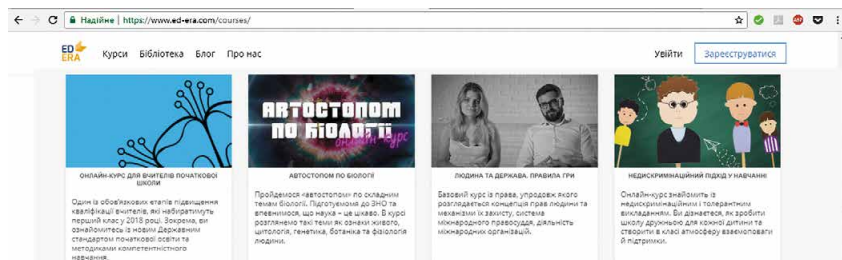 Надійне | https://www.ed-era.com/courses/
ED ERA
Курси Бібліотека Блог Про нас
Увійти Зареєструватися
АВТОСТОПОМ
ПО БІОЛОГІЇ
онлайн-курс
ОНЛАЙН-КУРС ДЛЯ ВЧИТЕЛІВ ПОЧАТКОВОЇ
ШКОЛИ
Один із обов'язкових етапів підвищення
кваліфікації вчителів, які набиратимуть
перший клас у 2018 році. Зокрема, ви
ознайомитесь із новим Державним
стандартом початкової освіти та
методиками компетентністного
навчання.
АВТОСТОПОМ ПО БІОЛОГІЇ
Пройдемося «автостопом» по складним
темам біології. Підготуємося до ЗНО та
впевнимося, що наука – це цікаво. В курсі
розглянемо такі теми як ознаки живого,
цитологія, генетика, ботаніка та фізіологія
людини.
ЛЮДИНА ТА ДЕРЖАВА. ПРАВИЛА ГРИ
Базовий курс із права, упродовж якого
розглядається концепція прав людини та
механізми їх захисту, система
міжнародного правосуддя, діяльність
міжнародних організацій.
НЕДИСКРИМІНАЦІЙНИЙ ПІДХІД У НАВЧАННІ
Онлайн-курс знайомить із
недискримінаційним і толерантним
викладанням. Ви дізнаєтеся, як зробити
школу дружньою для кожної дитини та
створити в класі атмосферу взаємоповаги
й підтримки.